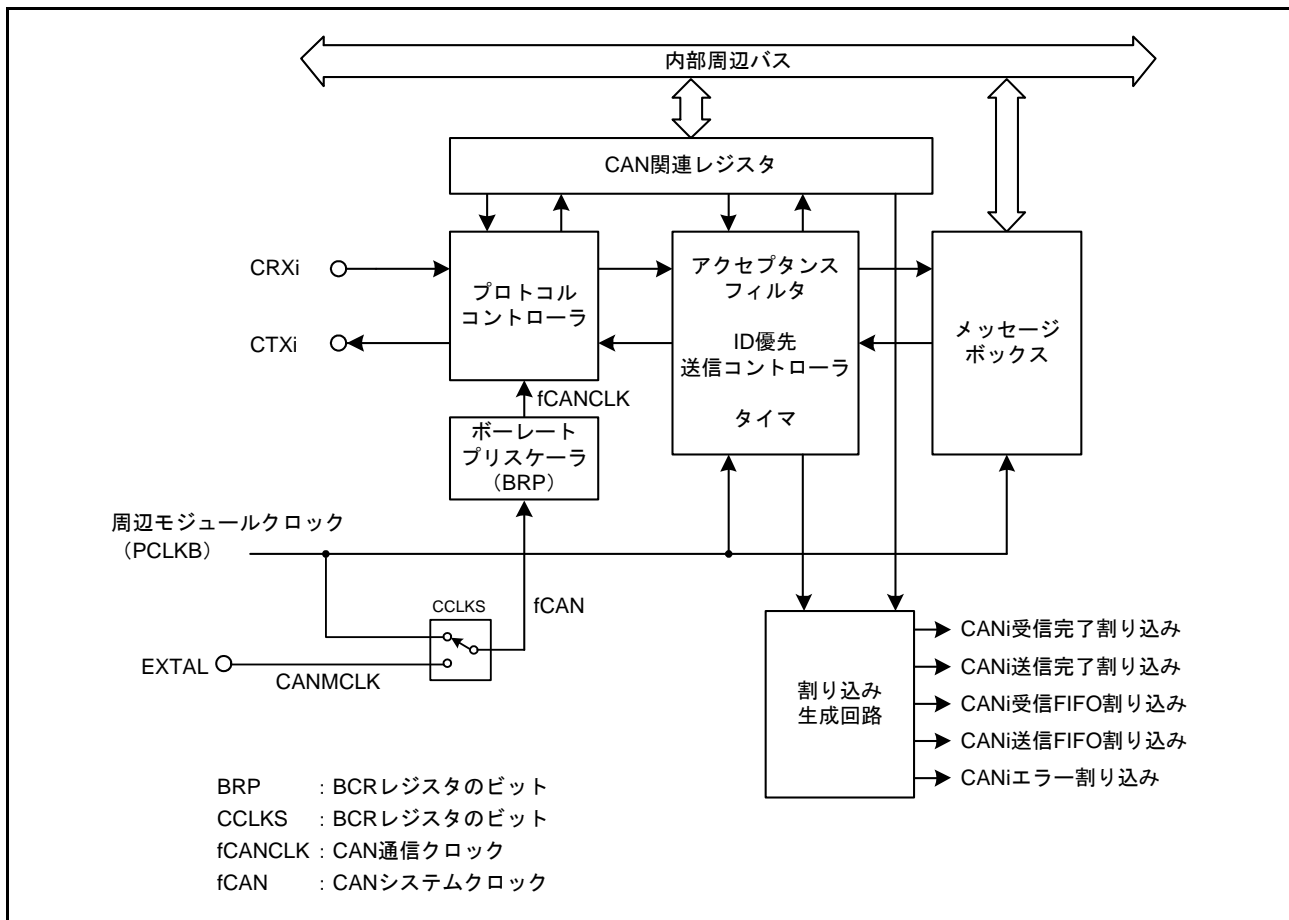 内部周辺バス
CAN関連レジスタ
CRXi
CTXi
プロトコル
コントローラ
アクセプタンス
フィルタ
ID優先
送信コントローラ
タイマ
メッセージ
ボックス
fCANCLK
ボーレート
プリスケーラ
（BRP）
周辺モジュールクロック
（PCLKB）
CCLKS
fCAN
EXTAL
CANMCLK
割り込み
生成回路
CANi受信完了割り込み
CANi送信完了割り込み
CANi受信FIFO割り込み
CANi送信FIFO割り込み
CANiエラー割り込み
BRP : BCRレジスタのビット
CCLKS : BCRレジスタのビット
fCANCLK : CAN通信クロック
fCAN : CANシステムクロック